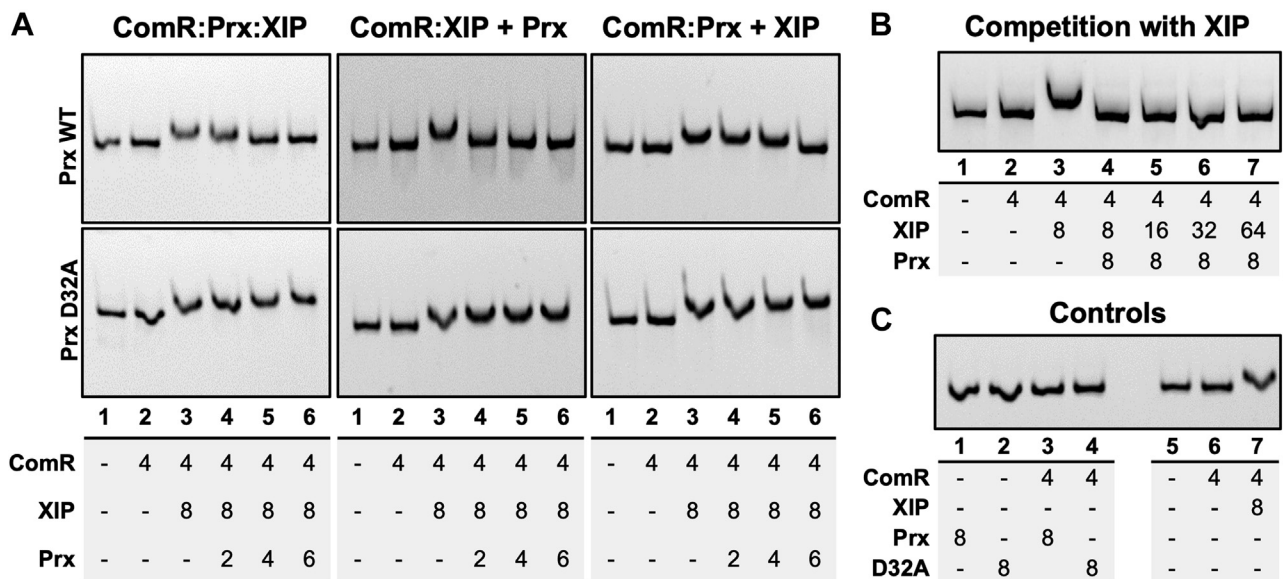 A ComR:Prx:XIP ComR:XIP + Prx ComR:Prx + XIP
Prx WT
Prx D32A
1 2 3 4 5 6 1 2 3 4 5 6 1 2 3 4 5 6
ComR - 4 4 4 4 4 - 4 4 4 4 4 - 4 4 4 4 4
XIP - - 8 8 8 8 - - 8 8 8 8 - - 8 8 8 8
Prx - - - 2 4 6 - - - 2 4 6 - - - 2 4 6
B Competition with XIP
1 2 3 4 5 6 7
ComR - 4 4 4 4 4 4
XIP - - 8 8 16 32 64
Prx - - - 8 8 8 8
C Controls
1 2 3 4 5 6 7
ComR - - 4 4 - 4 4
XIP - - - - - - 8
Prx 8 - 8 - - - -
D32A - 8 - 8 - - -